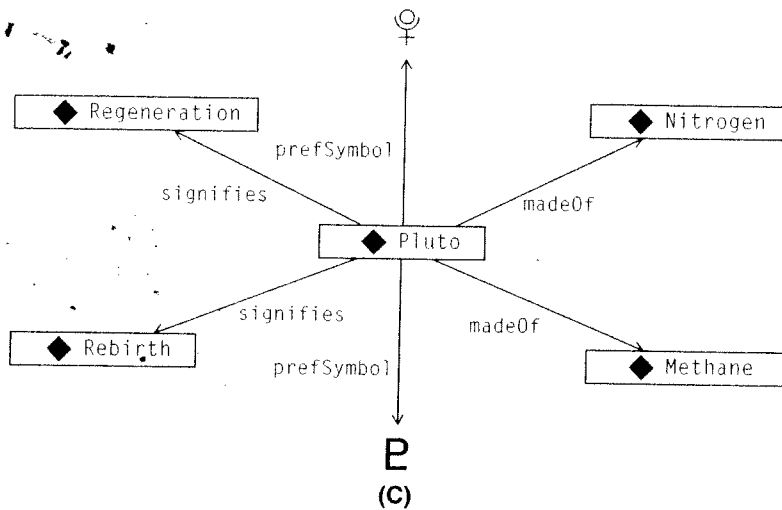 ⯓
Regeneration
Nitrogen
prefSymbol
signifies
madeOf
Pluto
signifies
madeOf
Rebirth
prefSymbol
Methane
♇
(C)